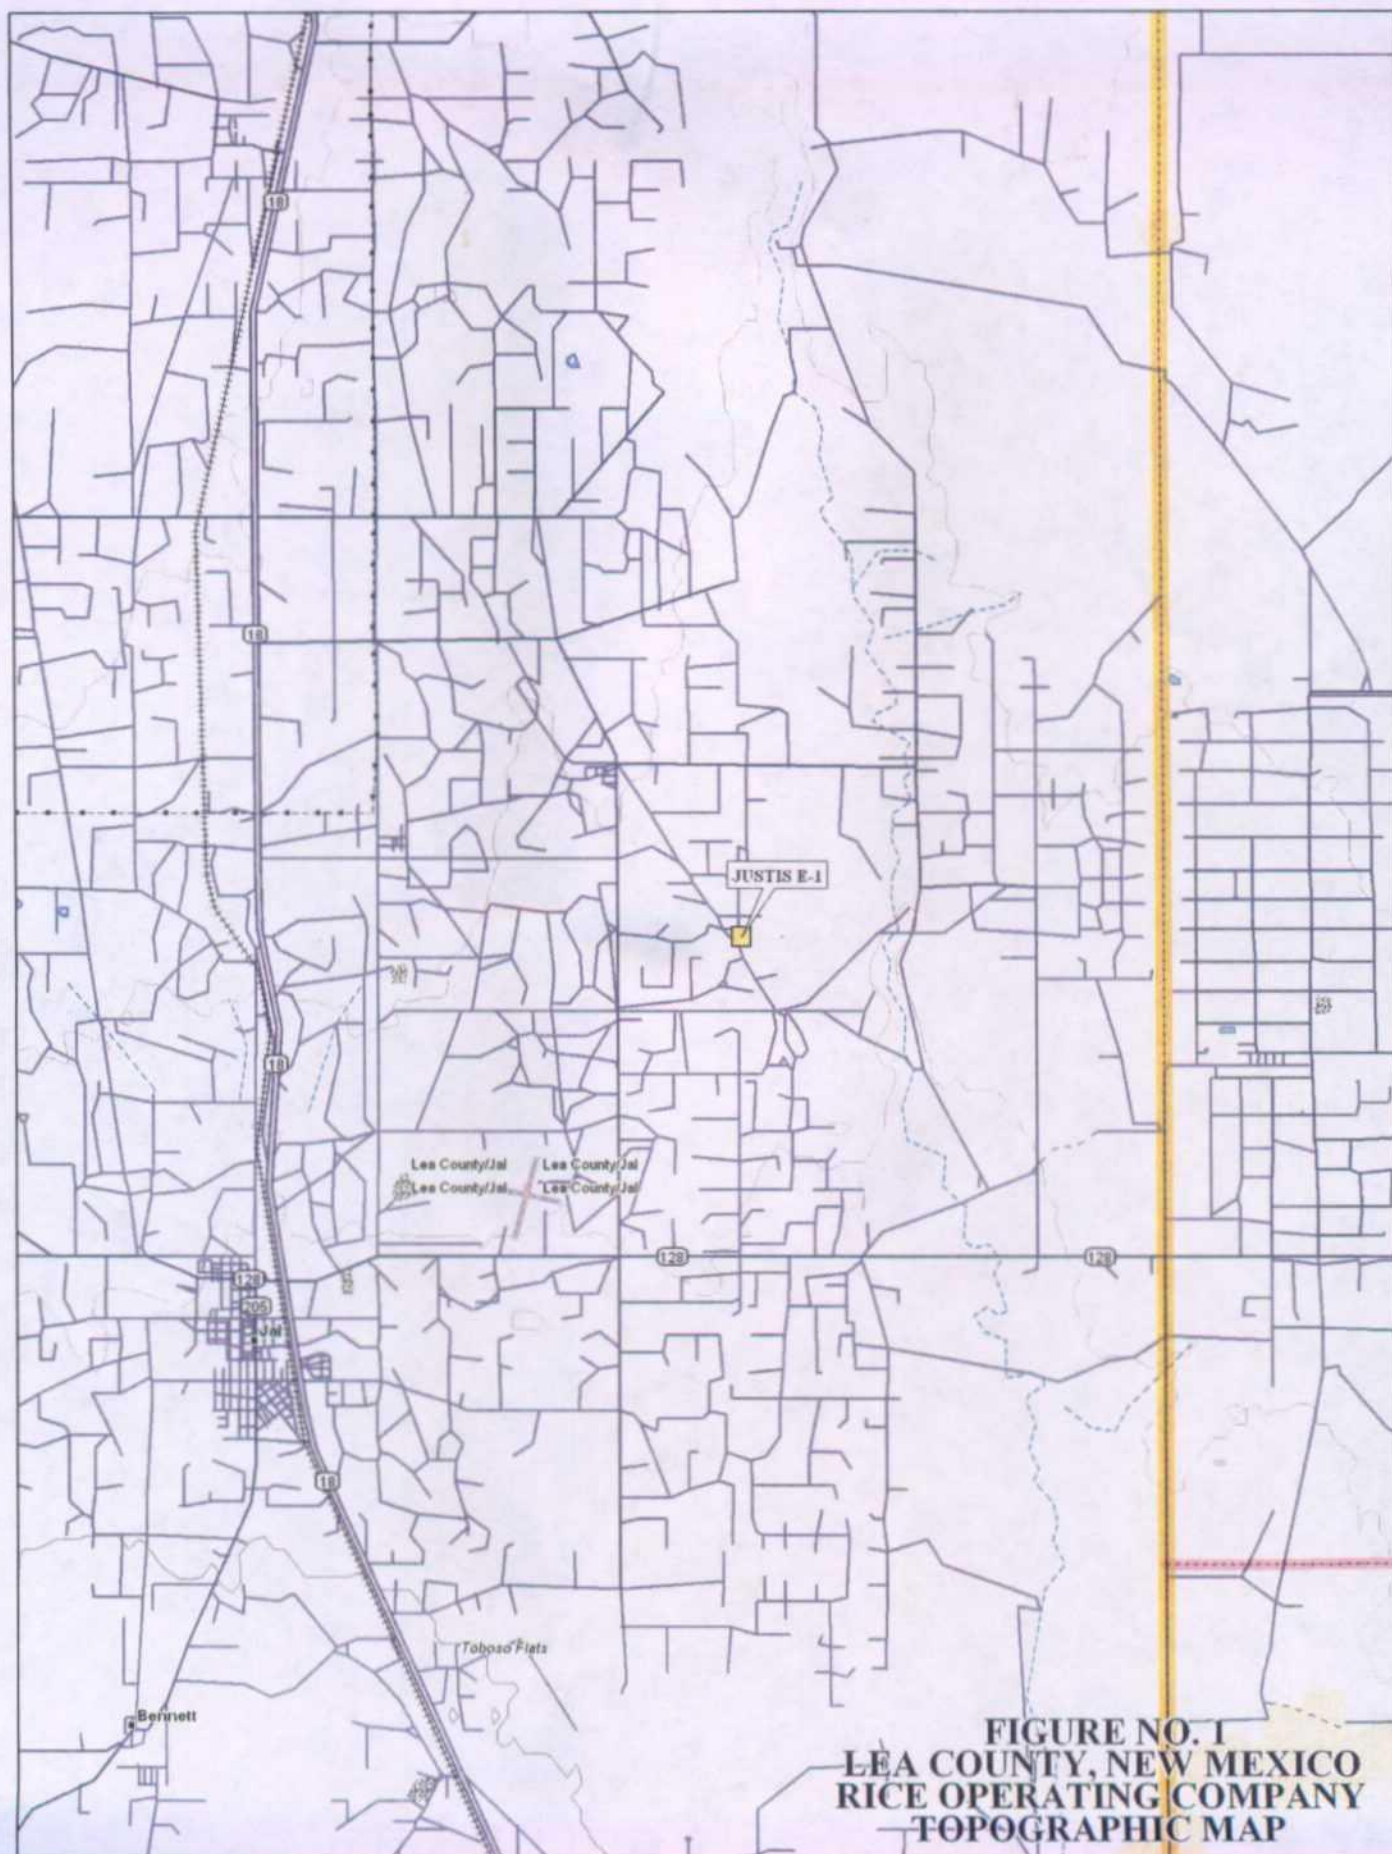 18
18
JUSTIS E-1
18
Lea County/Jal
Lea County/Jal
Lea County/Jal
Lea County/Jal
128
128
128
205
Jal
18
Toboso Flats
Bennett
FIGURE NO. 1
LEA COUNTY, NEW MEXICO
RICE OPERATING COMPANY
TOPOGRAPHIC MAP